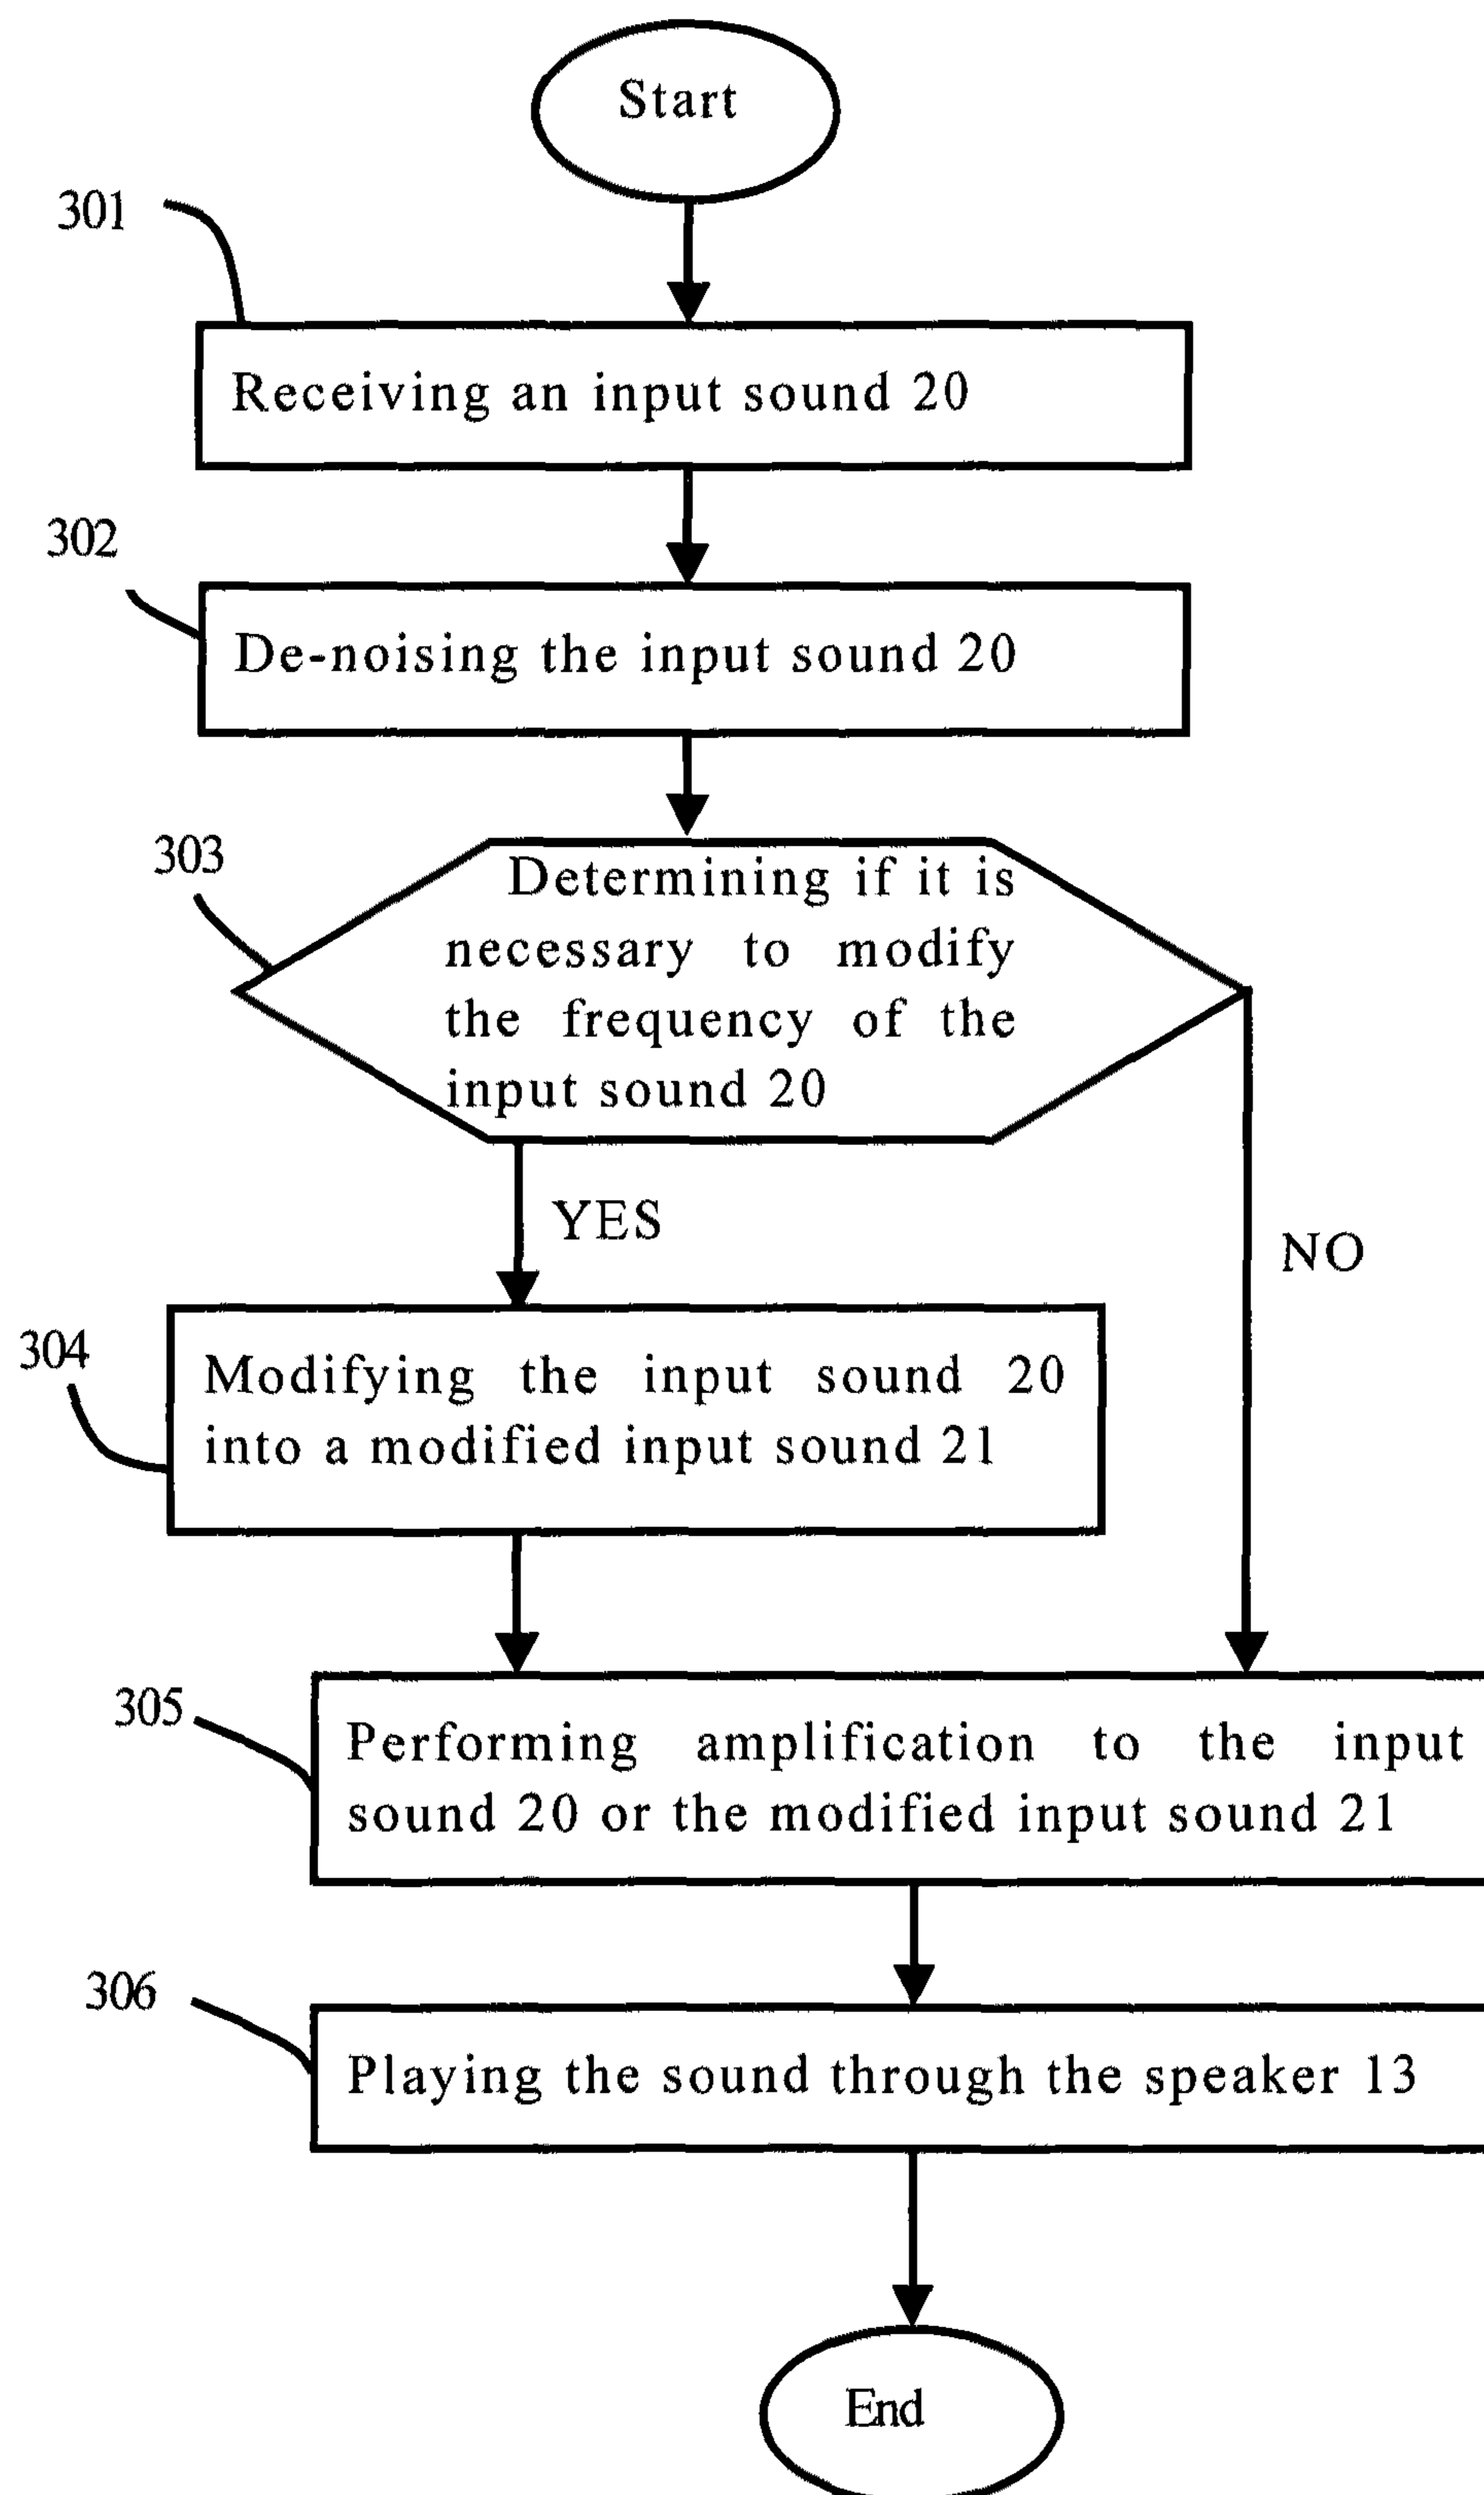 Start
301
Receiving an input sound 20
302
De-noising the input sound 20
303
Determining if it is
necessary to modify
the frequency of the
input sound 20
YES
NO
304
Modifying the input sound 20
into a modified input sound 21
305
Performing amplification to the input
sound 20 or the modified input sound 21
306
Playing the sound through the speaker 13
End